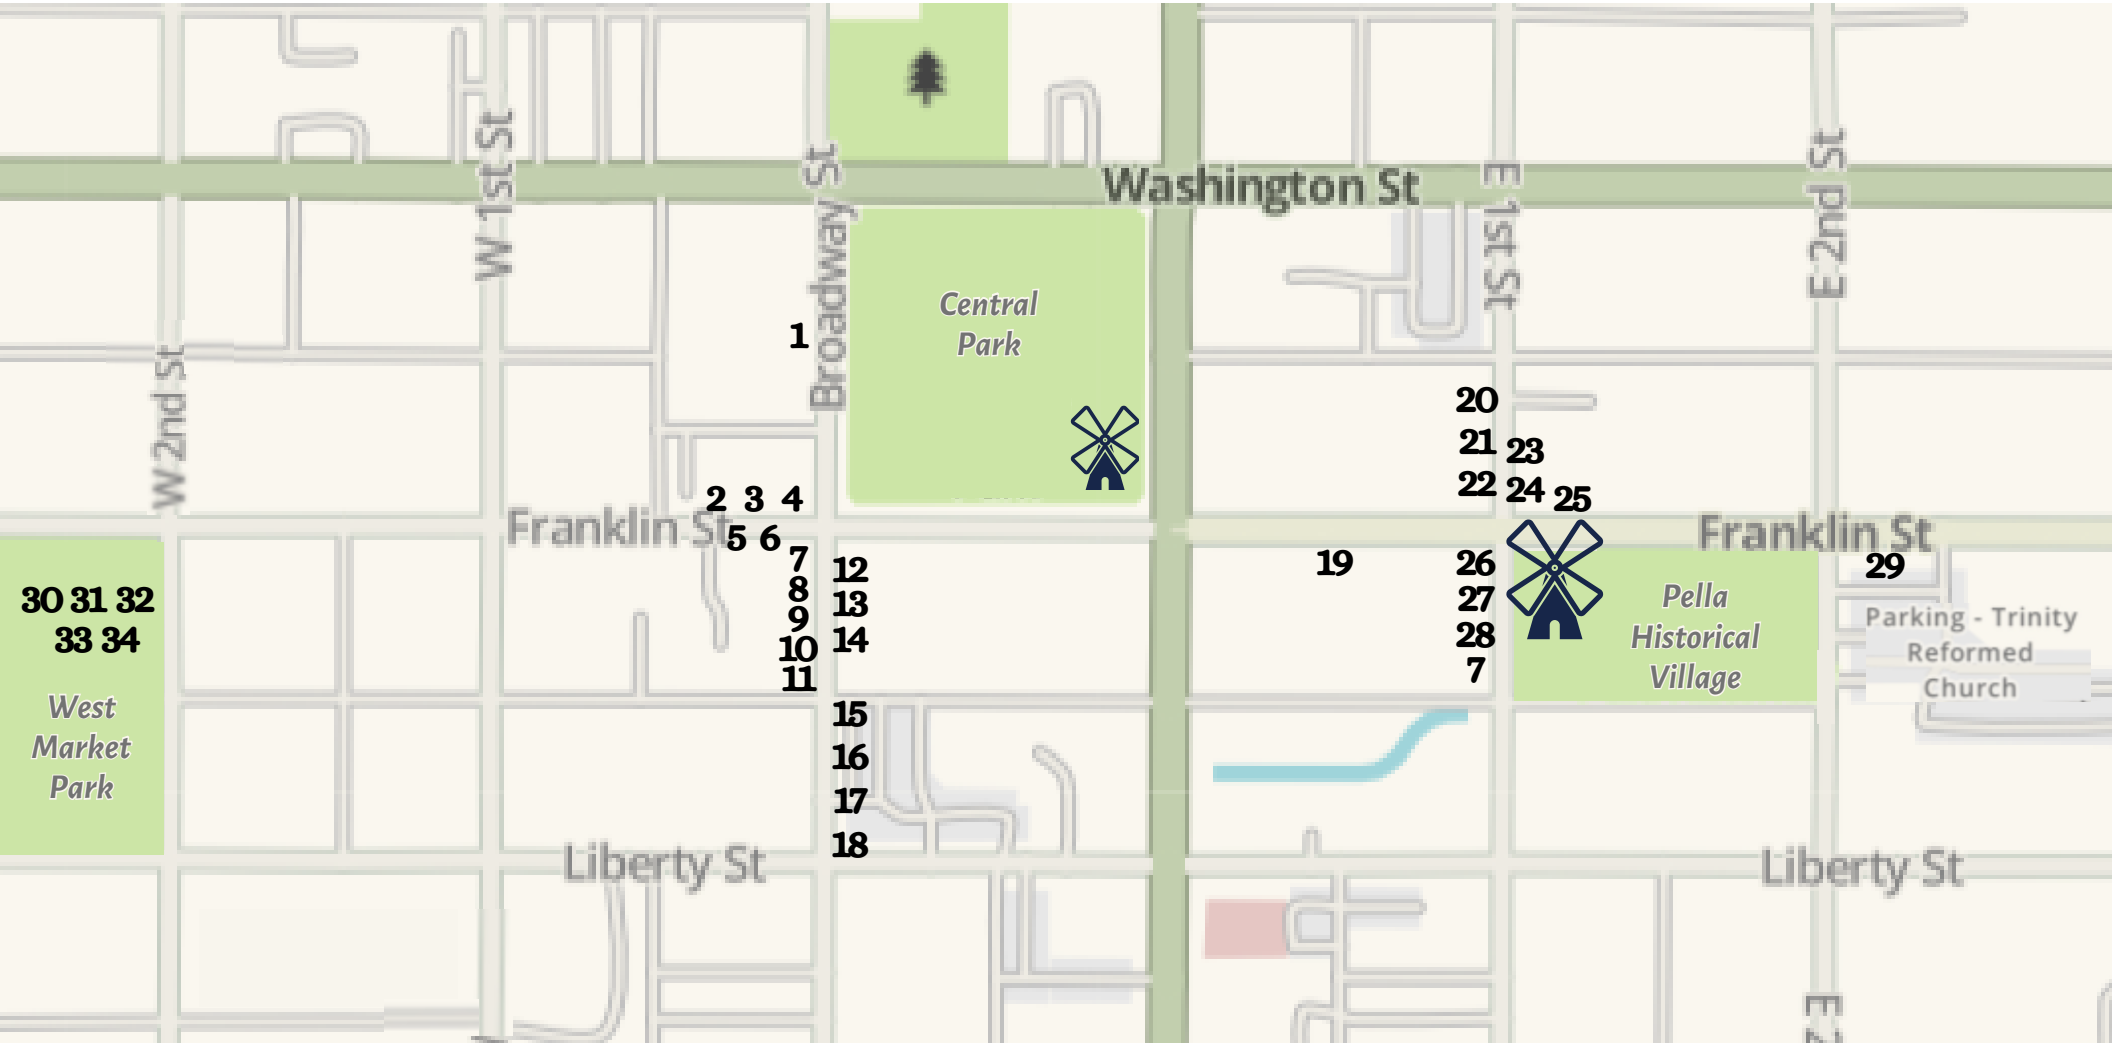 W 1st St
Broadway St
Washington St
E 1st St
E 2nd St
Central
Park
1
W 2nd St
20
21 23
22 24 25
2 3 4
Franklin St
Franklin St
5 6
7
8
9
10
11
12
13
14
15
16
17
18
19
26
27
28
7
29
Pella
Historical
Village
Parking - Trinity
Reformed
Church
30 31 32
33 34
West
Market
Park
Liberty St
Liberty St